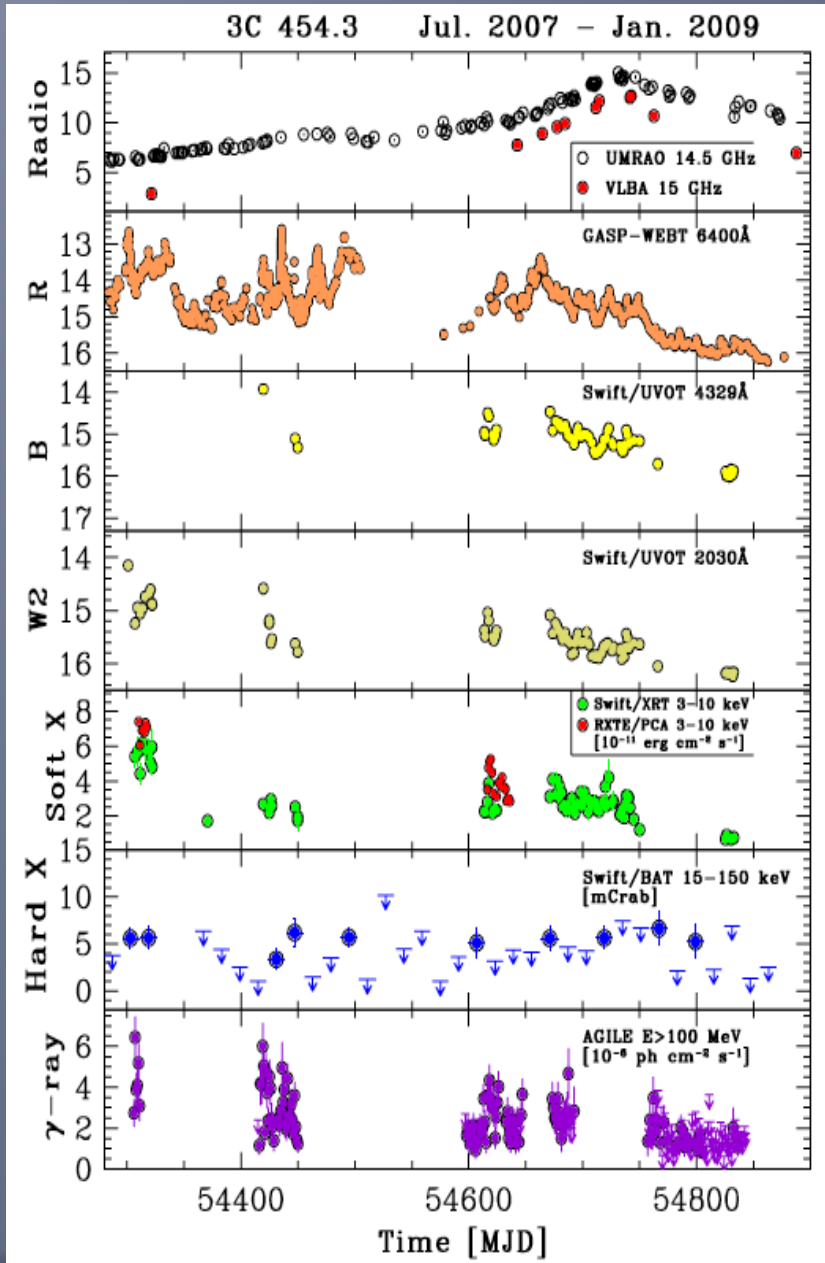 3C 454.3 Jul. 2007 − Jan. 2009
Radio
15
10
5
UMRAO 14.5 GHz
VLBA 15 GHz
R
13
14
15
16
GASP−WEBT 6400Å
B
14
15
16
17
Swift/UVOT 4329Å
W2
14
15
16
Swift/UVOT 2030Å
Soft X
8
6
4
2
Swift/XRT 3−10 keV
RXTE/PCA 3−10 keV
[10⁻¹¹ erg cm⁻² s⁻¹]
Hard X
15
10
5
0
Swift/BAT 15−150 keV
[mCrab]
γ−ray
6
4
2
0
AGILE E>100 MeV
[10⁻⁶ ph cm⁻² s⁻¹]
54400 54600 54800
Time [MJD]